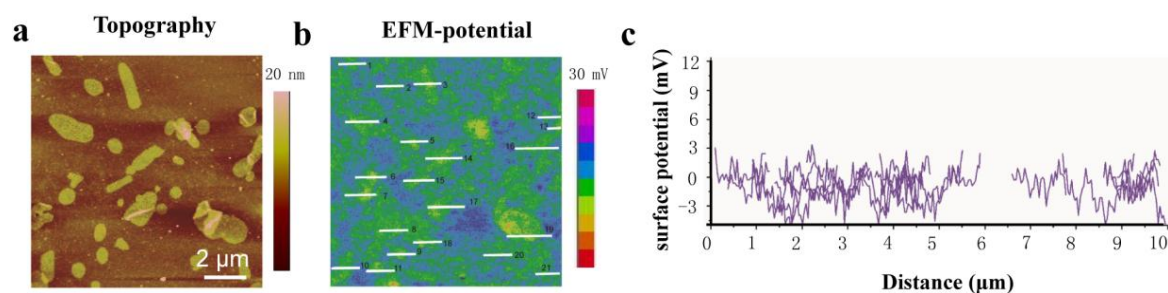 a
Topography
20 nm
2 μm
b
EFM-potential
30 mV
1
2
3
4
5
6
7
8
9
10
11
12
13
14
15
16
17
18
19
20
21
c
surface potential (mV)
12
9
6
3
0
-3
0 1 2 3 4 5 6 7 8 9 10
Distance (μm)